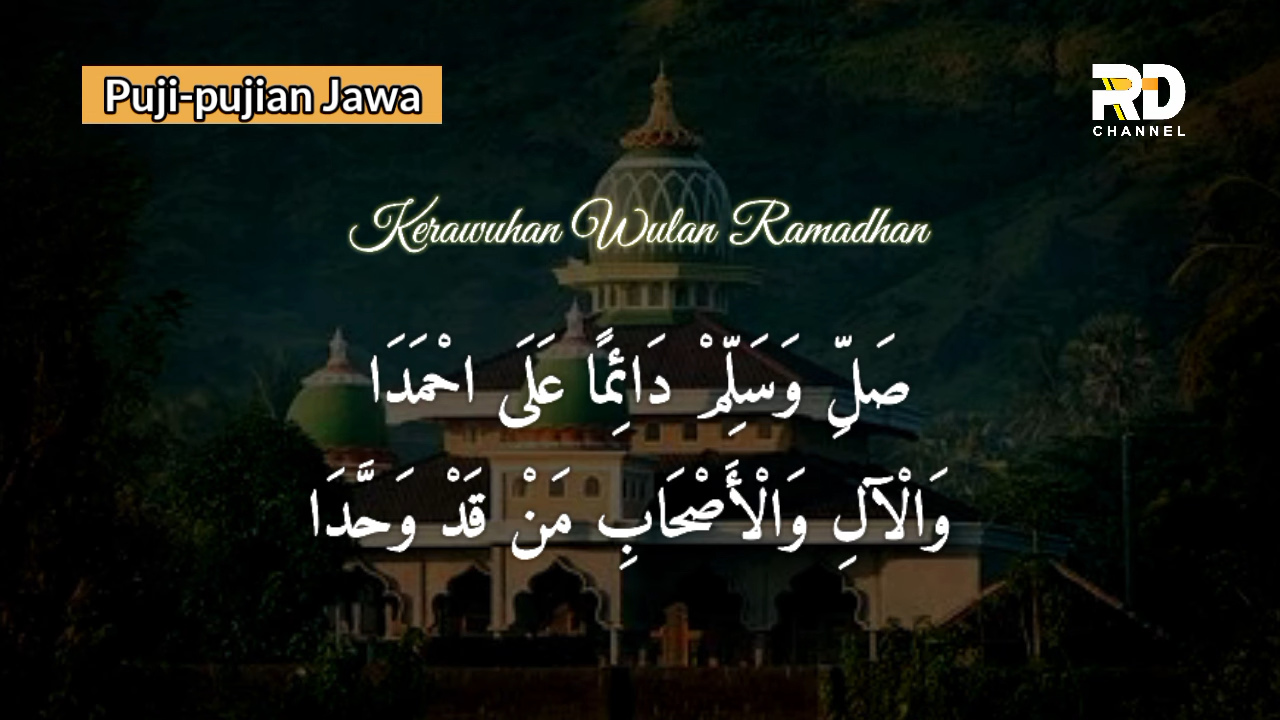 Puji-pujian Jawa
RD
CHANNEL
Kerawuhan Wulan Ramadhan
صَلِّ وَسَلِّمْ دَائِمًا عَلَى احْمَدَا
وَالْآلِ وَالْأَصْحَابِ مَنْ قَدْ وَحَّدَا